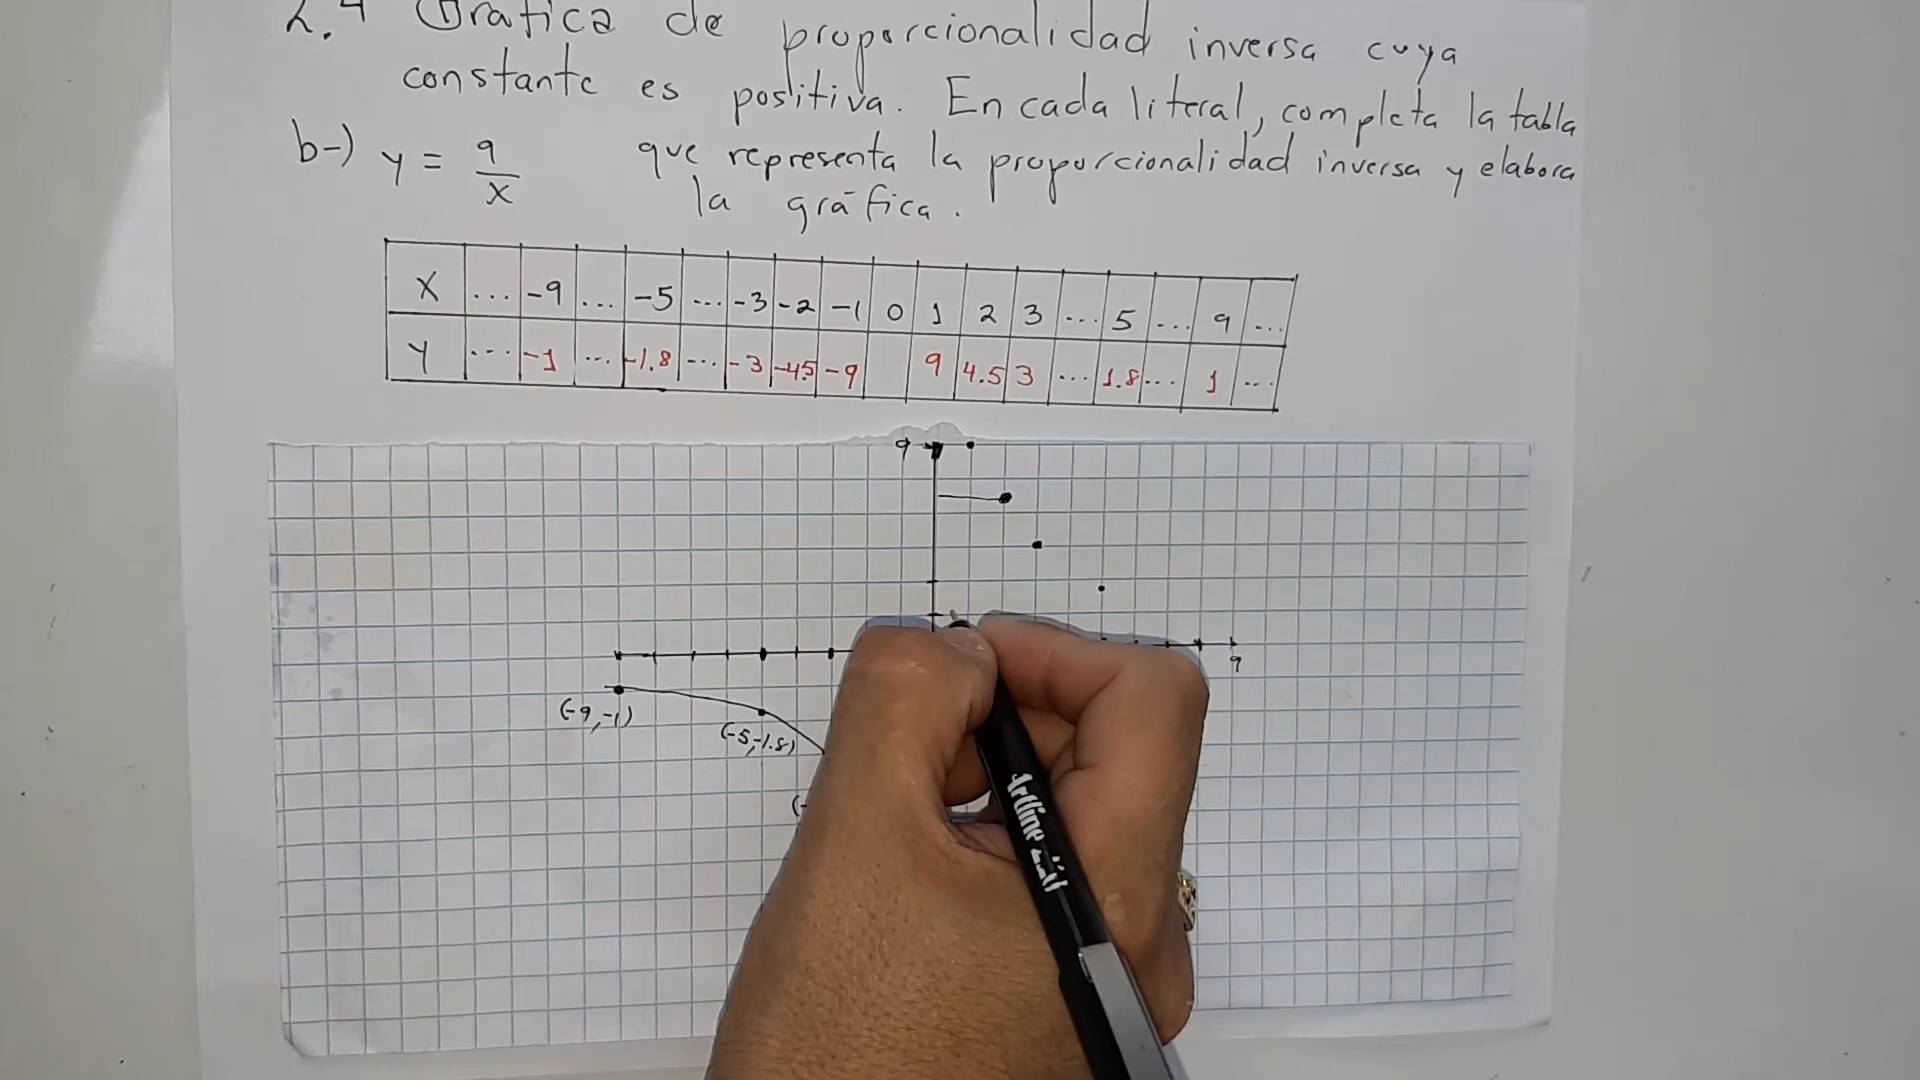 2.4 Gráfica de proporcionalidad inversa cuya
constante es positiva. En cada literal, completa la tabla
b-) y = 9/x que representa la proporcionalidad inversa y elabora
la gráfica.
X ... -9 ... -5 ... -3 -2 -1 0 1 2 3 ... 5 ... 9 ...
Y ... -1 ... -1.8 ... -3 -4.5 -9 9 4.5 3 ... 1.8 ... 1 ...
9
9
(-9,-1)
(-5,-1.8)
(-
Artline